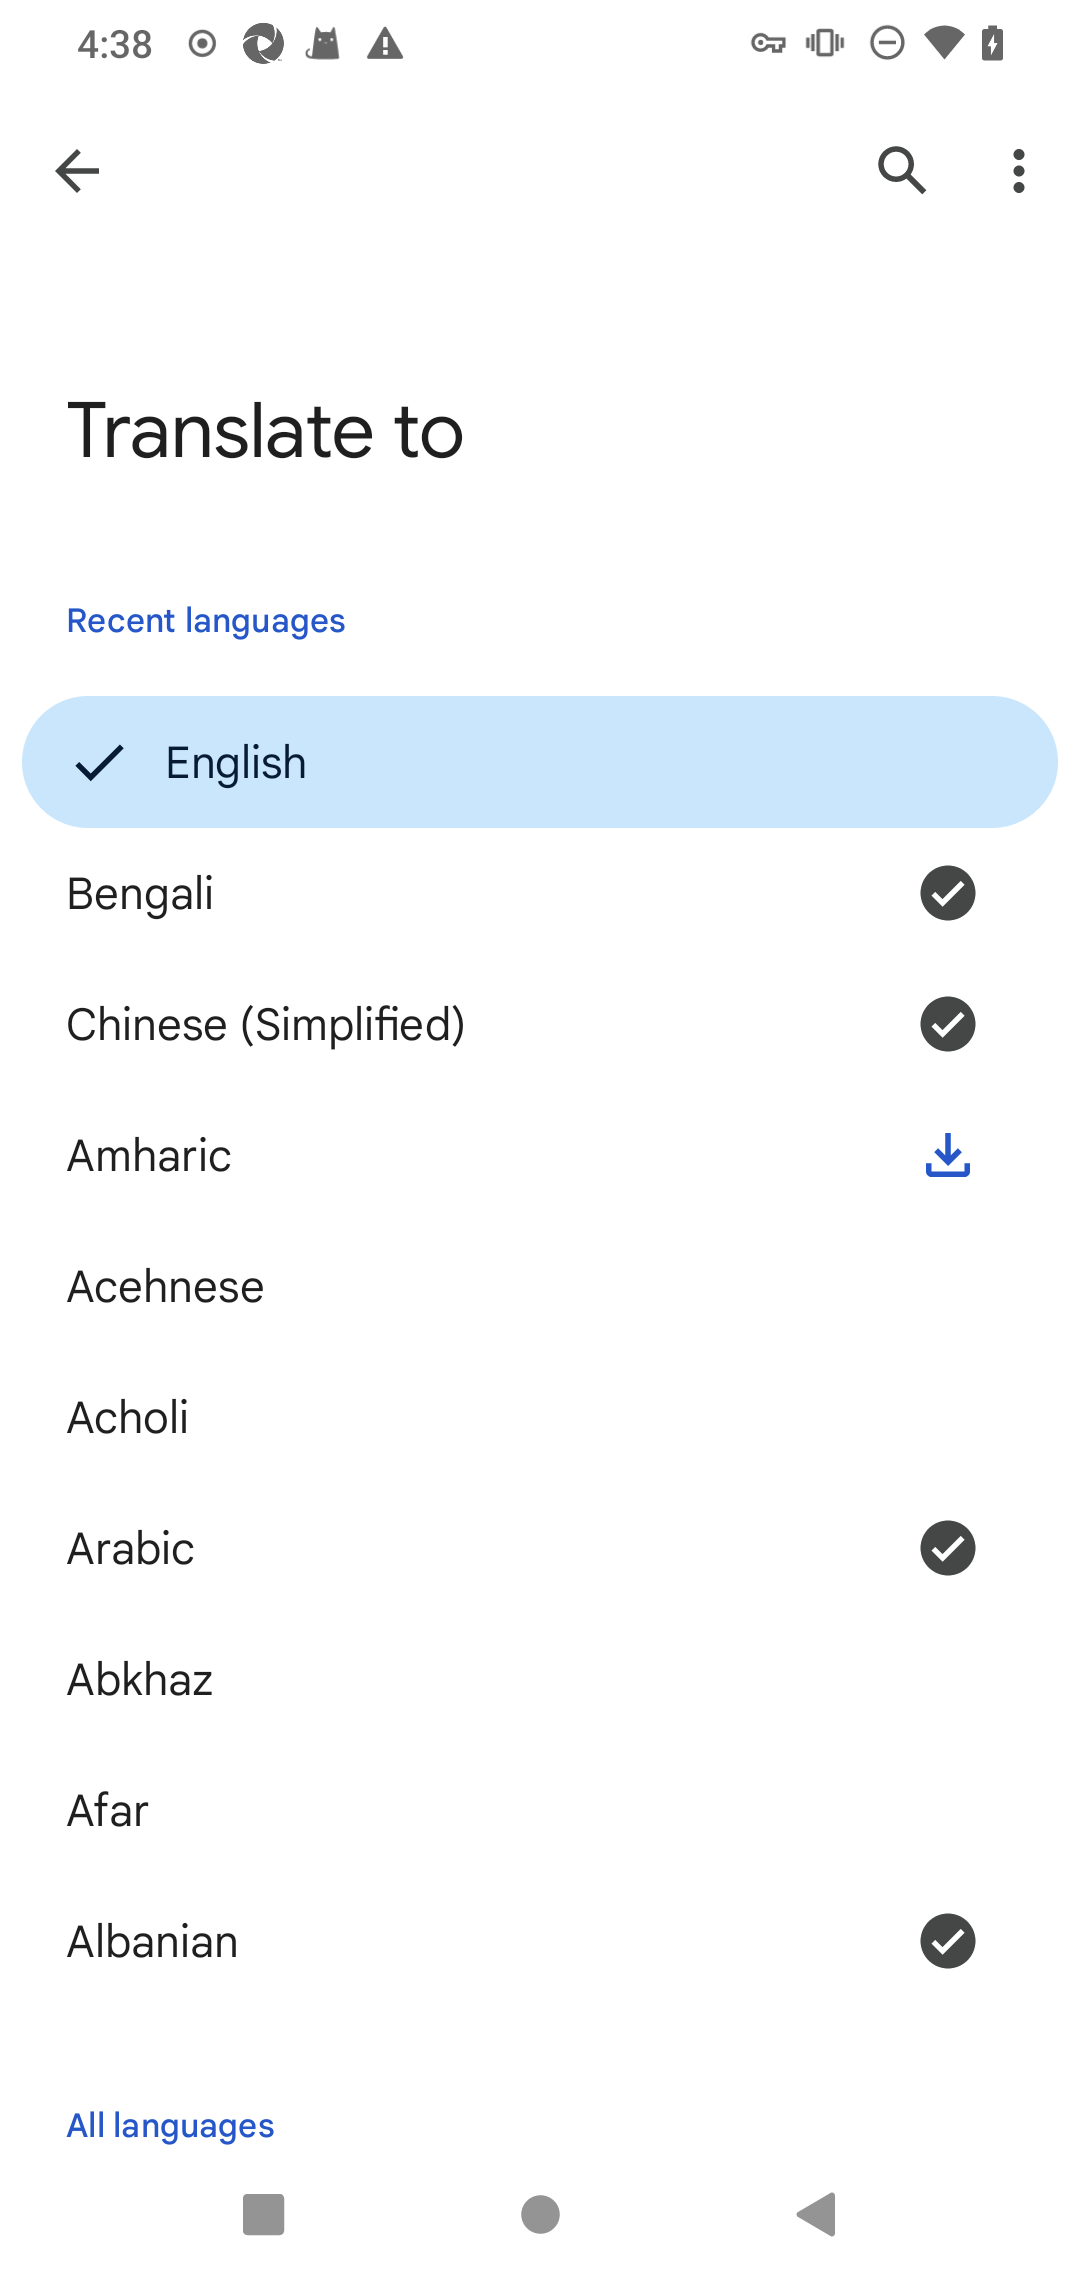 4:38
Translate to
Recent languages
English
Bengali
Chinese (Simplified)
Amharic
Acehnese
Acholi
Arabic
Abkhaz
Afar
Albanian
All languages